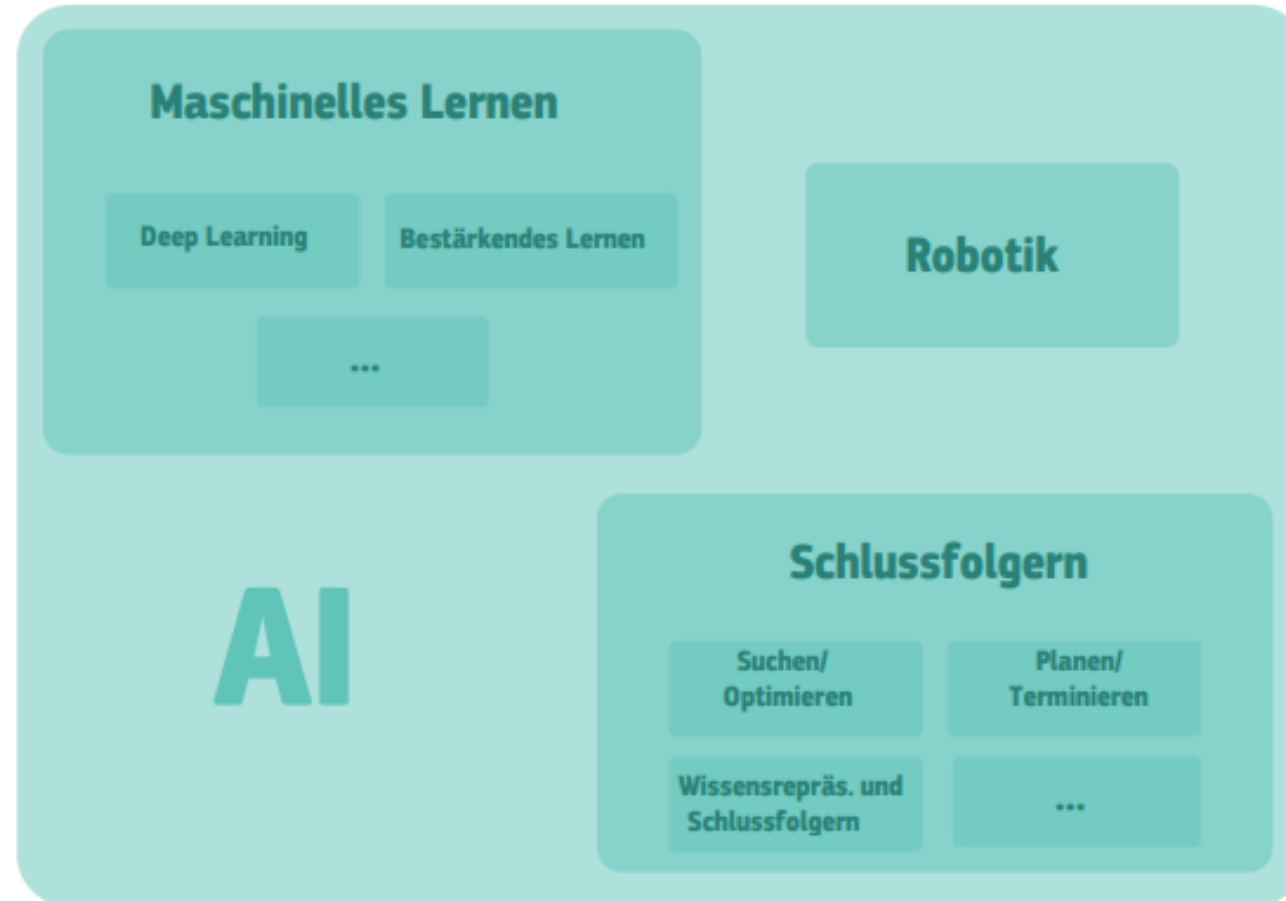 Maschinelles Lernen
Deep Learning
Bestärkendes Lernen
...
Robotik
AI
Schlussfolgern
Suchen/
Optimieren
Planen/
Terminieren
Wissensrepräs. und
Schlussfolgern
...